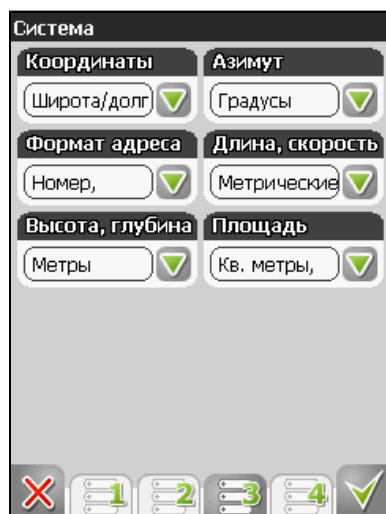 Система
Координаты Азимут
Широта/долг Градусы
Формат адреса Длина, скорость
Номер, Метрические
Высота, глубина Площадь
Метры Кв. метры,
1 2 3 4